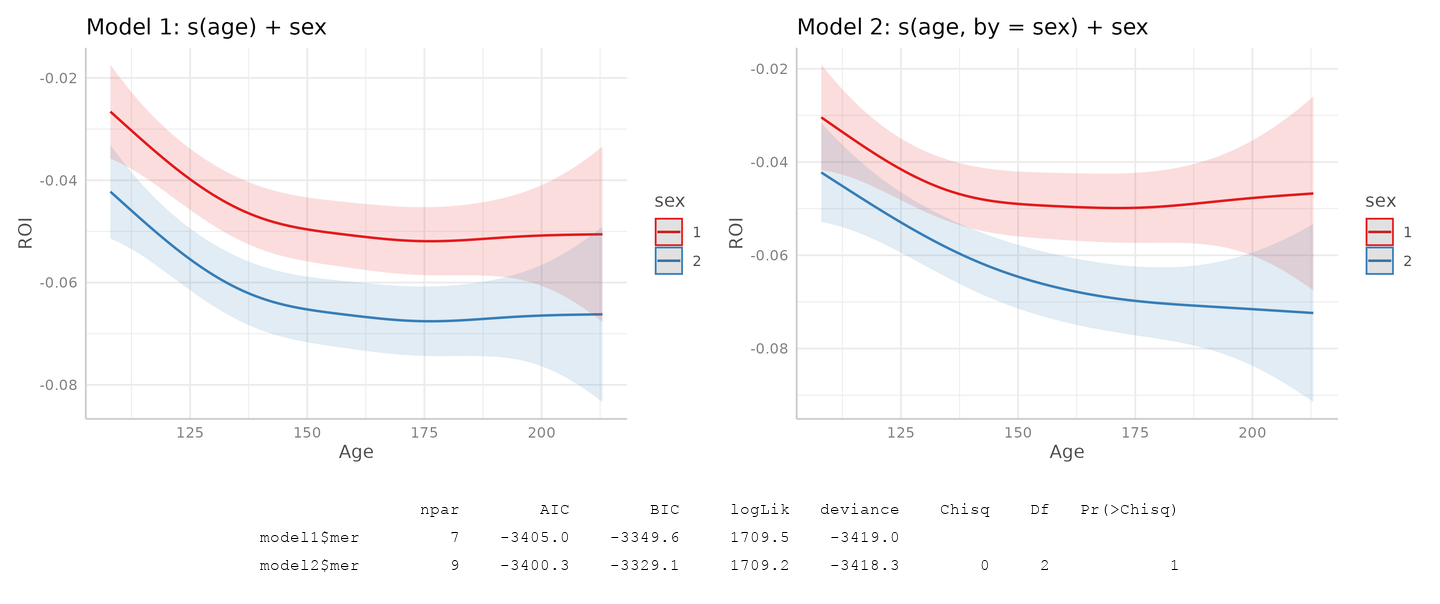 Model 1: s(age) + sex
-0.02
-0.04
-0.06
-0.08
ROI
125 150 175 200
Age
sex
1
2
Model 2: s(age, by = sex) + sex
-0.02
-0.04
-0.06
-0.08
ROI
125 150 175 200
Age
sex
1
2
npar AIC BIC logLik deviance Chisq Df Pr(>Chisq)
model1$mer 7 -3405.0 -3349.6 1709.5 -3419.0
model2$mer 9 -3400.3 -3329.1 1709.2 -3418.3 0 2 1